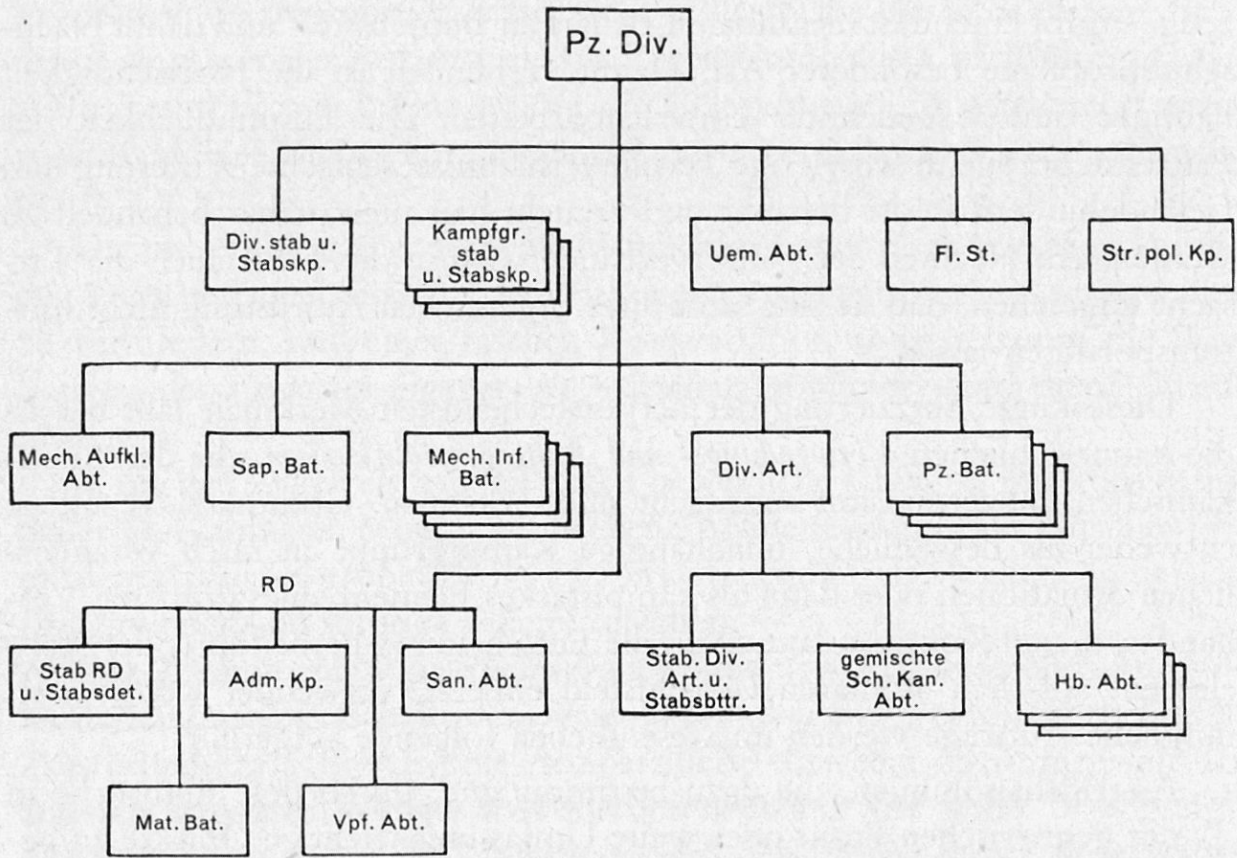 Pz. Div.
Div. stab u.
Stabskp.
Kampfgr.
stab
u. Stabskp.
Uem. Abt.
Fl. St.
Str. pol. Kp.
Mech. Aufkl.
Abt.
Sap. Bat.
Mech. Inf.
Bat.
Div. Art.
Pz. Bat.
RD
Stab RD
u. Stabsdet.
Adm. Kp.
San. Abt.
Stab. Div.
Art. u.
Stabsbttr.
gemischte
Sch. Kan.
Abt.
Hb. Abt.
Mat. Bat.
Vpf. Abt.